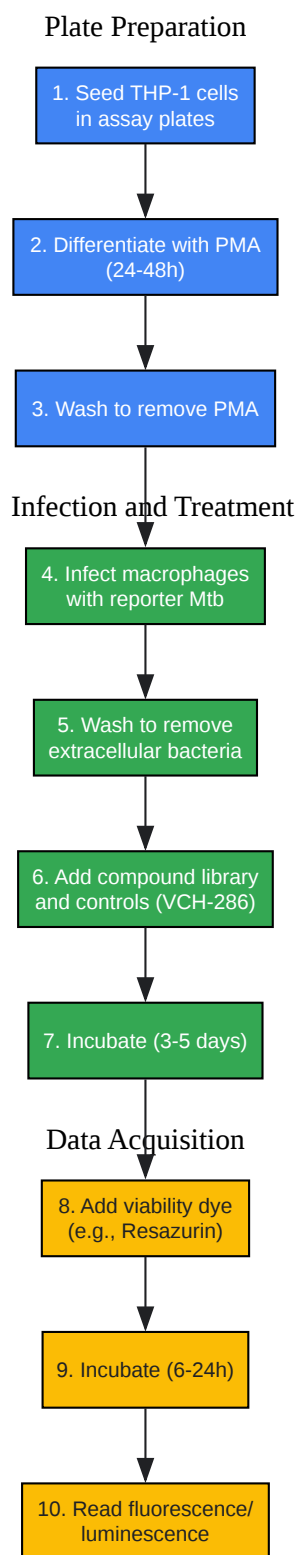 Plate Preparation
1. Seed THP-1 cells
in assay plates
2. Differentiate with PMA
(24-48h)
3. Wash to remove PMA
Infection and Treatment
4. Infect macrophages
with reporter Mtb
5. Wash to remove
extracellular bacteria
6. Add compound library
and controls (VCH-286)
7. Incubate (3-5 days)
Data Acquisition
8. Add viability dye
(e.g., Resazurin)
9. Incubate (6-24h)
10. Read fluorescence/
luminescence